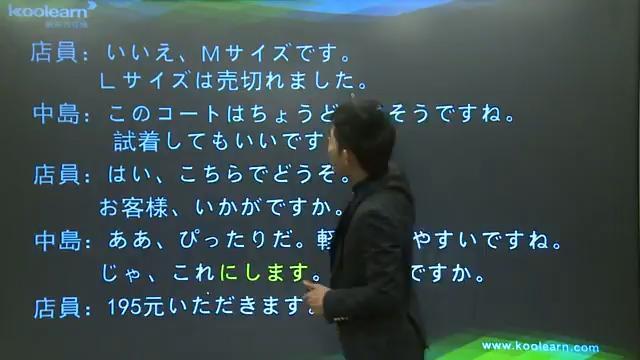 koolearn
店員：いいえ、Mサイズです。
Lサイズは売切れました。
中島：このコートはちょうど そうですね。
試着してもいいです
店員：はい、こちらでどうぞ。
お客様、いかがですか。
中島：ああ、ぴったりだ。軽 やすいですね。
じゃ、これにします。 ですか。
店員：195元いただきます。
www.koolearn.com